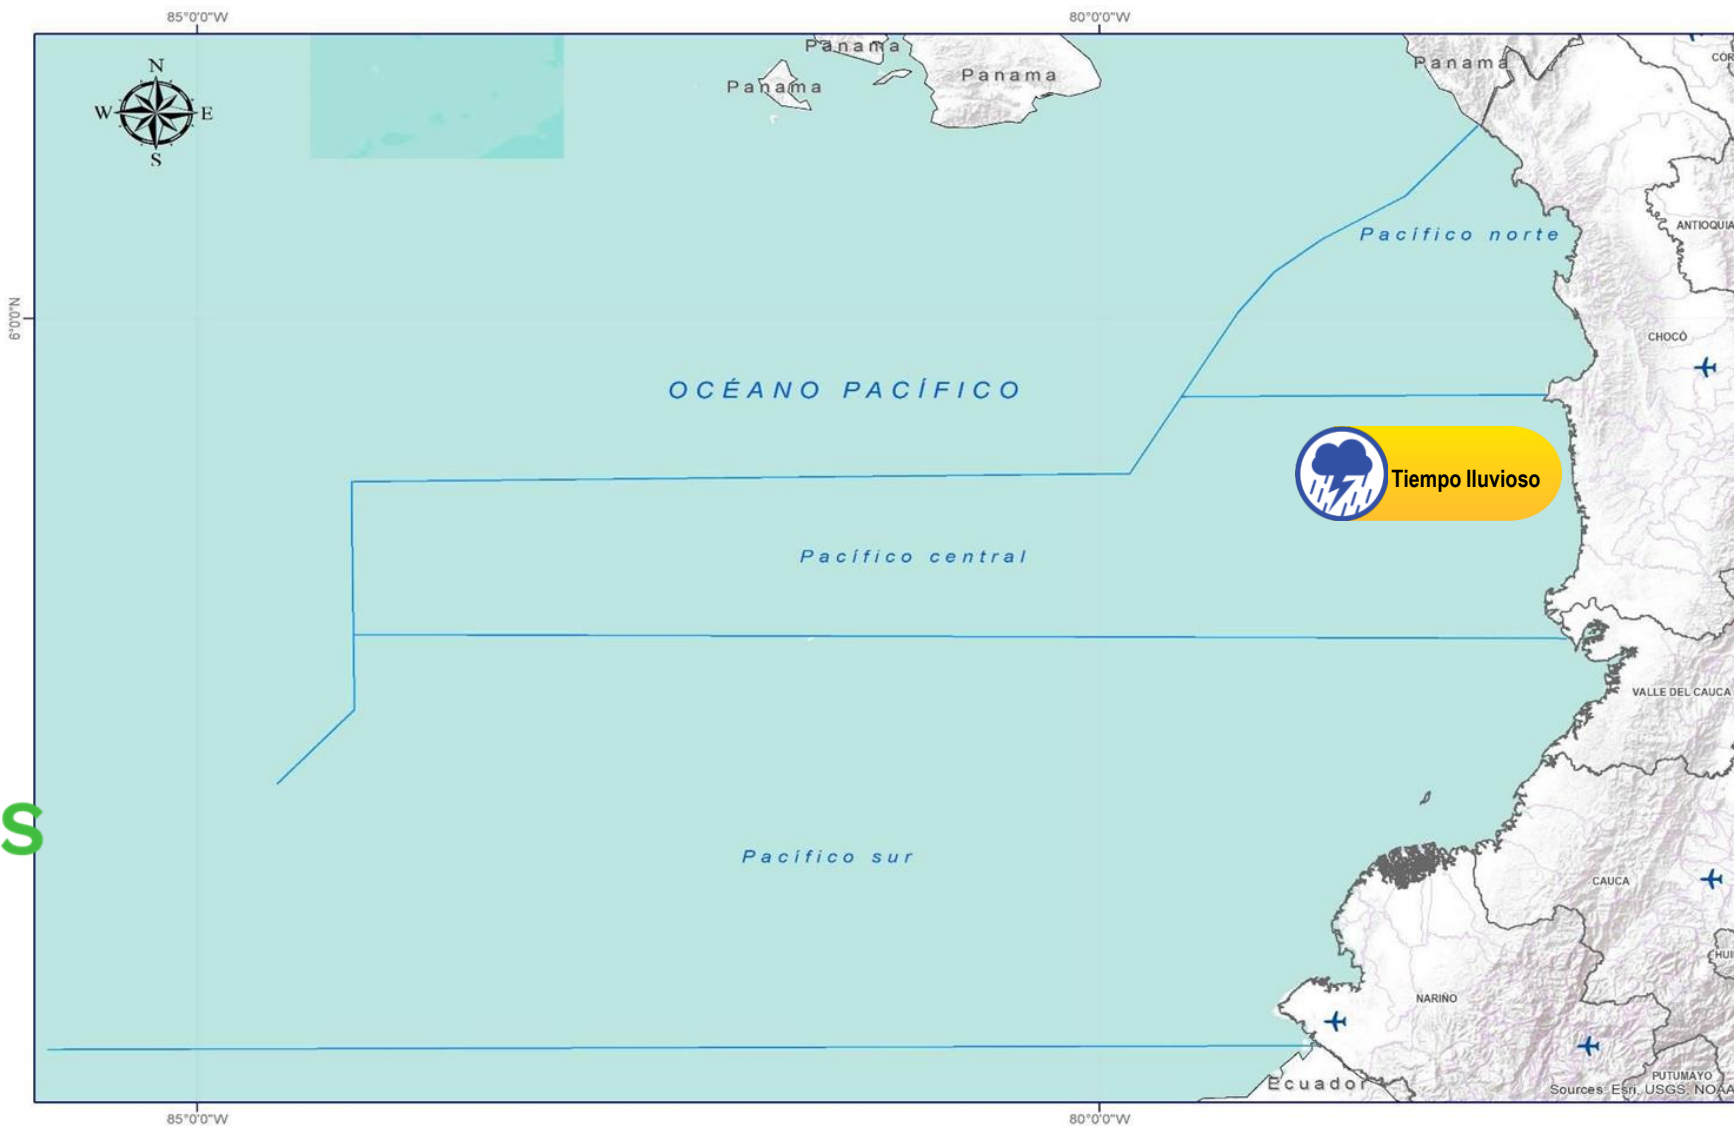 85°0'0"W
80°0'0"W
N
W
E
S
Panama
Panama
Panama
Panama
Pacífico norte
ANTIOQUIA
6°0'0"N
CHOCÓ
OCÉANO PACÍFICO
Tiempo lluvioso
Pacífico central
VALLE DEL CAUCA
S
Pacífico sur
CAUCA
NARIÑO
Ecuador
PUTUMAYO
Sources: Esri, USGS, NOAA
85°0'0"W
80°0'0"W